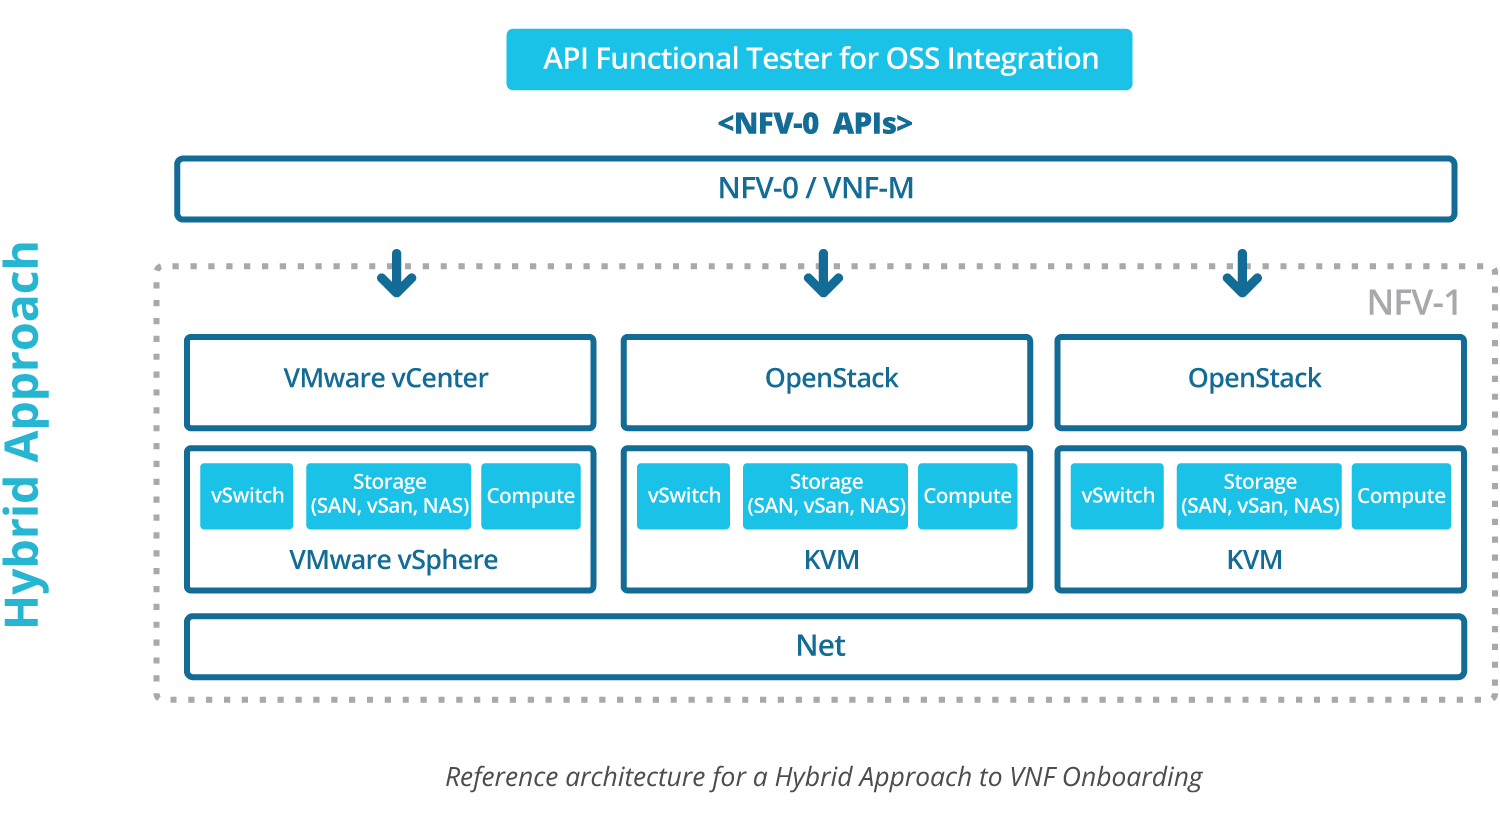 API Functional Tester for OSS Integration
<NFV-0 APIs>
NFV-0 / VNF-M
Hybrid Approach
NFV-1
VMware vCenter
OpenStack
OpenStack
vSwitch
Storage
(SAN, vSan, NAS)
Compute
VMware vSphere
vSwitch
Storage
(SAN, vSan, NAS)
Compute
KVM
vSwitch
Storage
(SAN, vSan, NAS)
Compute
KVM
Net
Reference architecture for a Hybrid Approach to VNF Onboarding